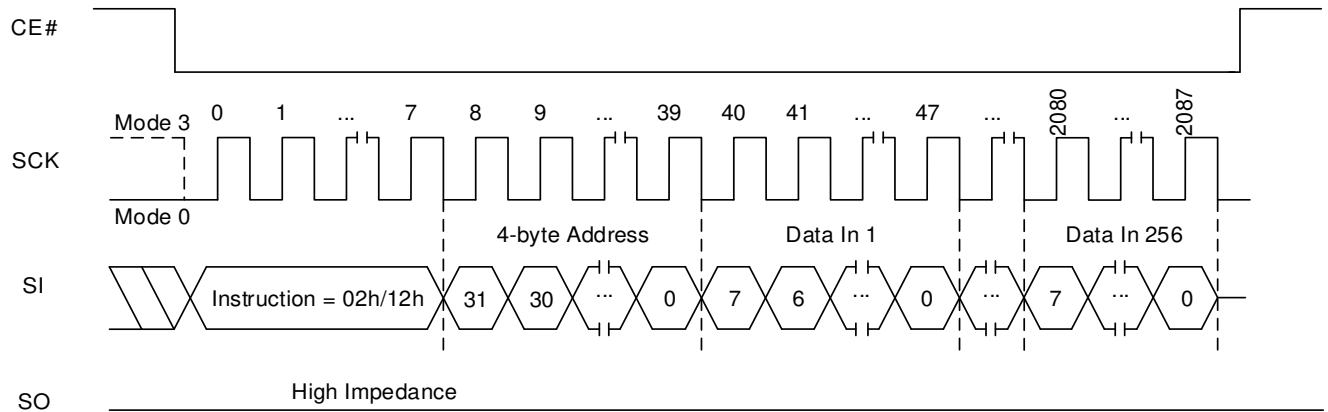 CE#
0 1 ... 7 8 9 ... 39 40 41 ... 47 ... 2080 ... 2087
Mode 3
SCK
Mode 0
4-byte Address Data In 1 Data In 256
SI
Instruction = 02h/12h 31 30 ... 0 7 6 ... 0 ... 7 ... 0
High Impedance
SO